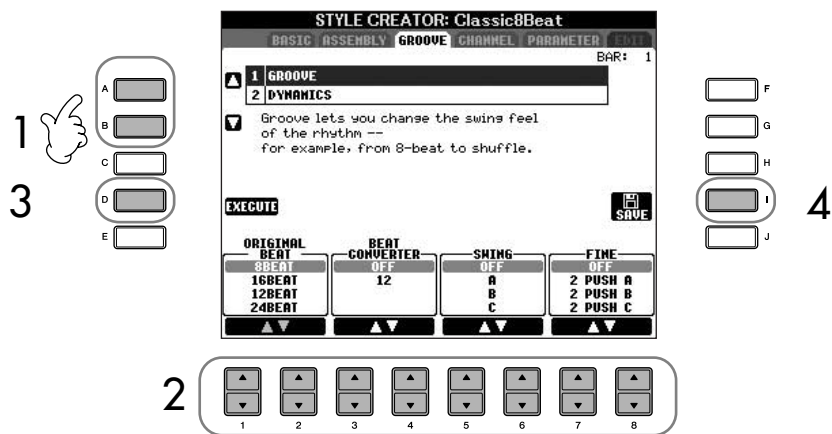 STYLE CREATOR: Classic8Beat
BASIC ASSEMBLY GROOVE CHANNEL PARAMETER EDIT
BAR: 1
1 GROOVE
2 DYNAMICS
Groove lets you change the swing feel
of the rhythm --
for example, from 8-beat to shuffle.
EXECUTE
SAVE
ORIGINAL BEAT
BEAT CONVERTER
SWING
FINE
8BEAT OFF OFF OFF
16BEAT 12 A 2 PUSH A
12BEAT B 2 PUSH B
24BEAT C 2 PUSH C
1
A
B
C
3
D
E
F
G
H
I
4
J
2
1 2 3 4 5 6 7 8